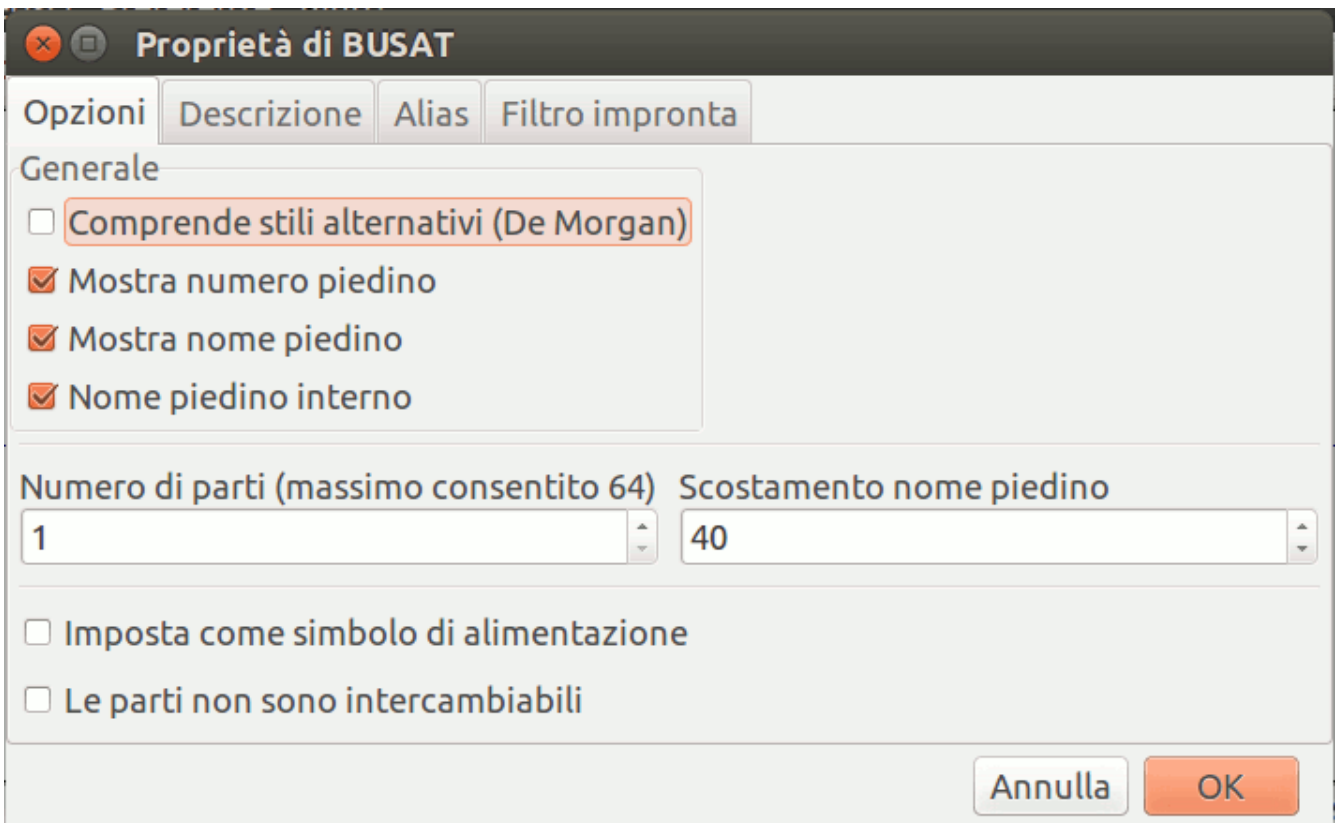 Proprietà di BUSAT
Opzioni Descrizione Alias Filtro impronta
Generale
Comprende stili alternativi (De Morgan)
Mostra numero piedino
Mostra nome piedino
Nome piedino interno
Numero di parti (massimo consentito 64) Scostamento nome piedino
1 40
Imposta come simbolo di alimentazione
Le parti non sono intercambiabili
Annulla OK